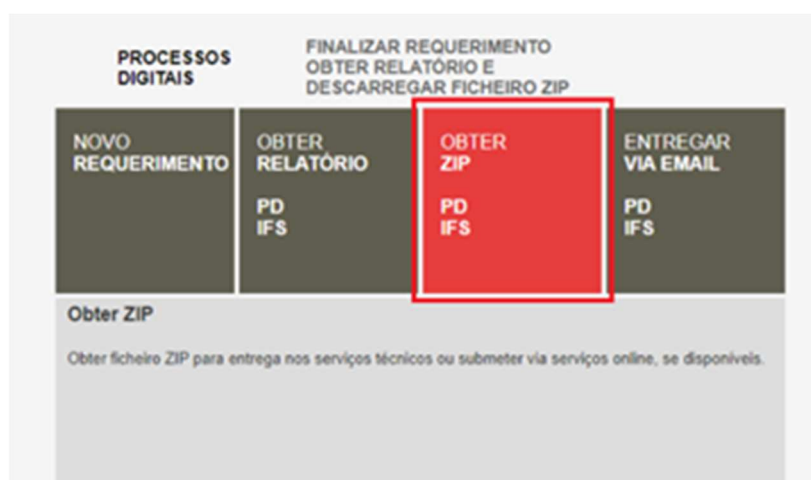 PROCESSOS
DIGITAIS
FINALIZAR REQUERIMENTO
OBTER RELATÓRIO E
DESCARREGAR FICHEIRO ZIP
NOVO
REQUERIMENTO
OBTER
RELATÓRIO
PD
IFS
OBTER
ZIP
PD
IFS
ENTREGAR
VIA EMAIL
PD
IFS
Obter ZIP
Obter ficheiro ZIP para entrega nos serviços técnicos ou submeter via serviços online, se disponíveis.